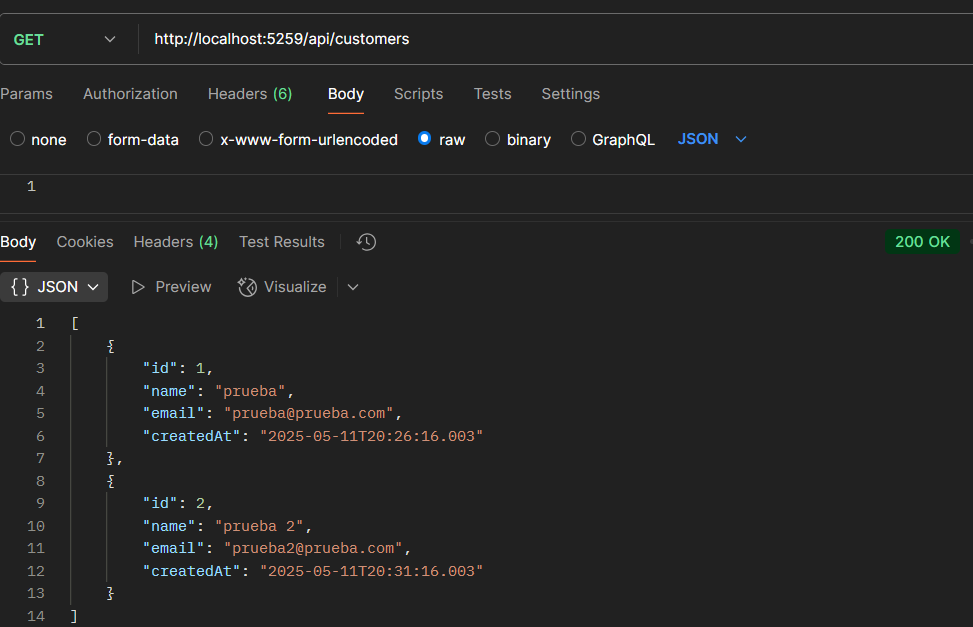 GET http://localhost:5259/api/customers
Params Authorization Headers (6) Body Scripts Tests Settings
none form-data x-www-form-urlencoded raw binary GraphQL JSON
1
Body Cookies Headers (4) Test Results 200 OK
{} JSON Preview Visualize
1 [
2 {
3 "id": 1,
4 "name": "prueba",
5 "email": "prueba@prueba.com",
6 "createdAt": "2025-05-11T20:26:16.003"
7 },
8 {
9 "id": 2,
10 "name": "prueba 2",
11 "email": "prueba2@prueba.com",
12 "createdAt": "2025-05-11T20:31:16.003"
13 }
14 ]